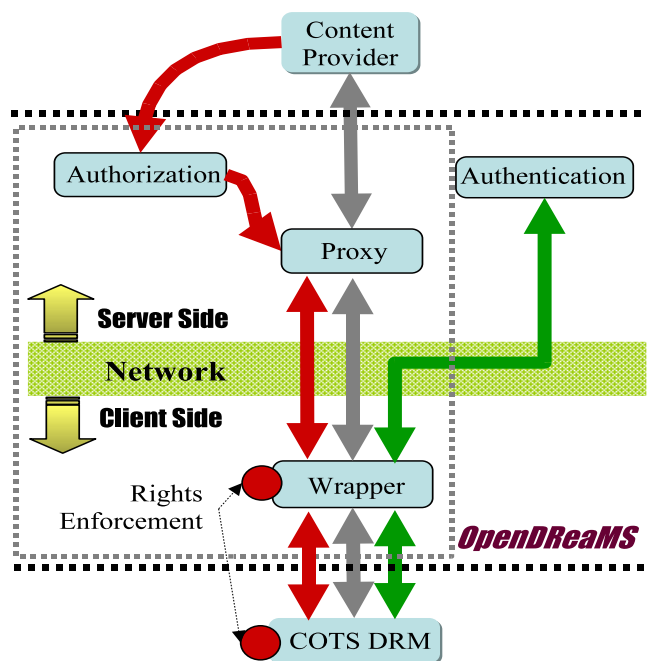 Content
Provider
Authorization
Authentication
Proxy
Server Side
Network
Client Side
Wrapper
Rights
Enforcement
OpenDReaMS
COTS DRM